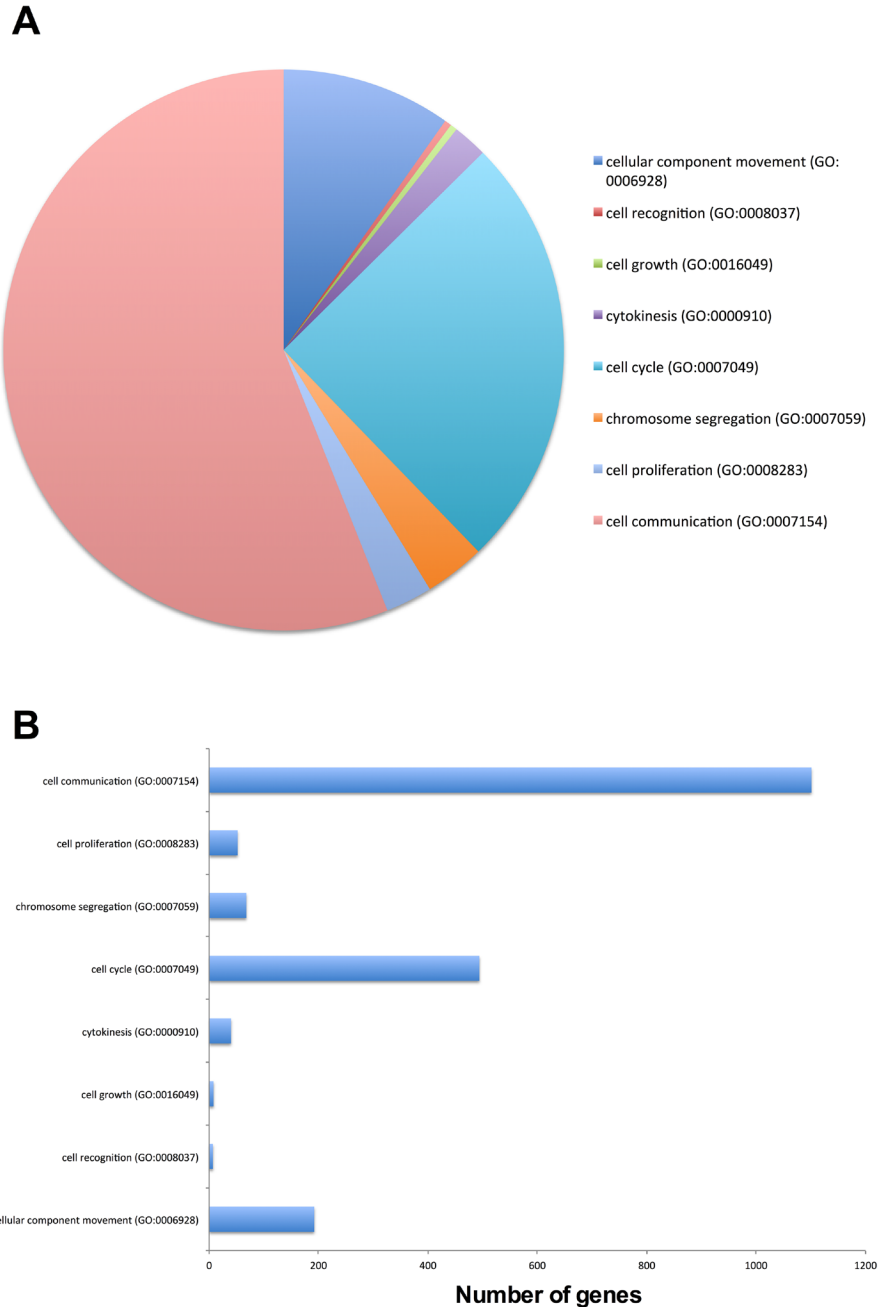 A
cellular component movement (GO:
0006928)
cell recognition (GO:0008037)
cell growth (GO:0016049)
cytokinesis (GO:0000910)
cell cycle (GO:0007049)
chromosome segregation (GO:0007059)
cell proliferation (GO:0008283)
cell communication (GO:0007154)
B
cell communication (GO:0007154)
cell proliferation (GO:0008283)
chromosome segregation (GO:0007059)
cell cycle (GO:0007049)
cytokinesis (GO:0000910)
cell growth (GO:0016049)
cell recognition (GO:0008037)
ellular component movement (GO:0006928)
0 200 400 600 800 1000 1200
Number of genes